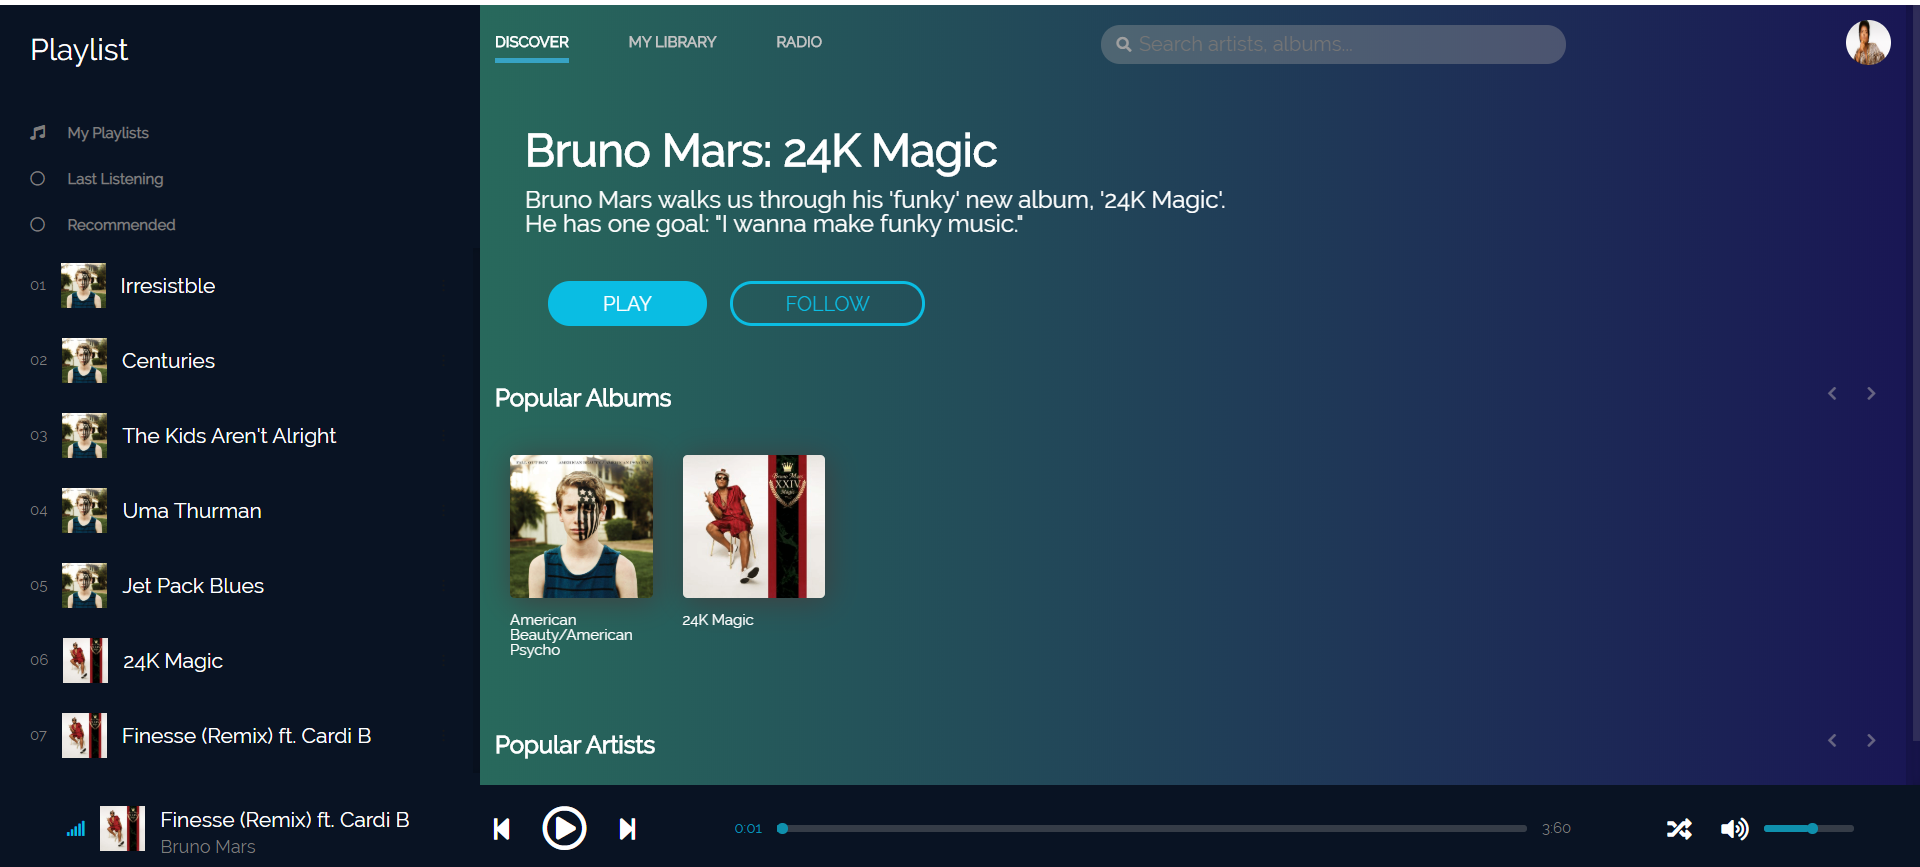 Playlist
My Playlists
Last Listening
Recommended
01 Irresistble
02 Centuries
03 The Kids Aren't Alright
04 Uma Thurman
05 Jet Pack Blues
06 24K Magic
07 Finesse (Remix) ft. Cardi B
DISCOVER MY LIBRARY RADIO
Search artists, albums...
Bruno Mars: 24K Magic
Bruno Mars walks us through his 'funky' new album, '24K Magic'.
He has one goal: "I wanna make funky music."
PLAY FOLLOW
Popular Albums
Bruno Mars
XXIV
Magic
American
Beauty/American
Psycho
24K Magic
Popular Artists
Finesse (Remix) ft. Cardi B
Bruno Mars
0:01 3:60